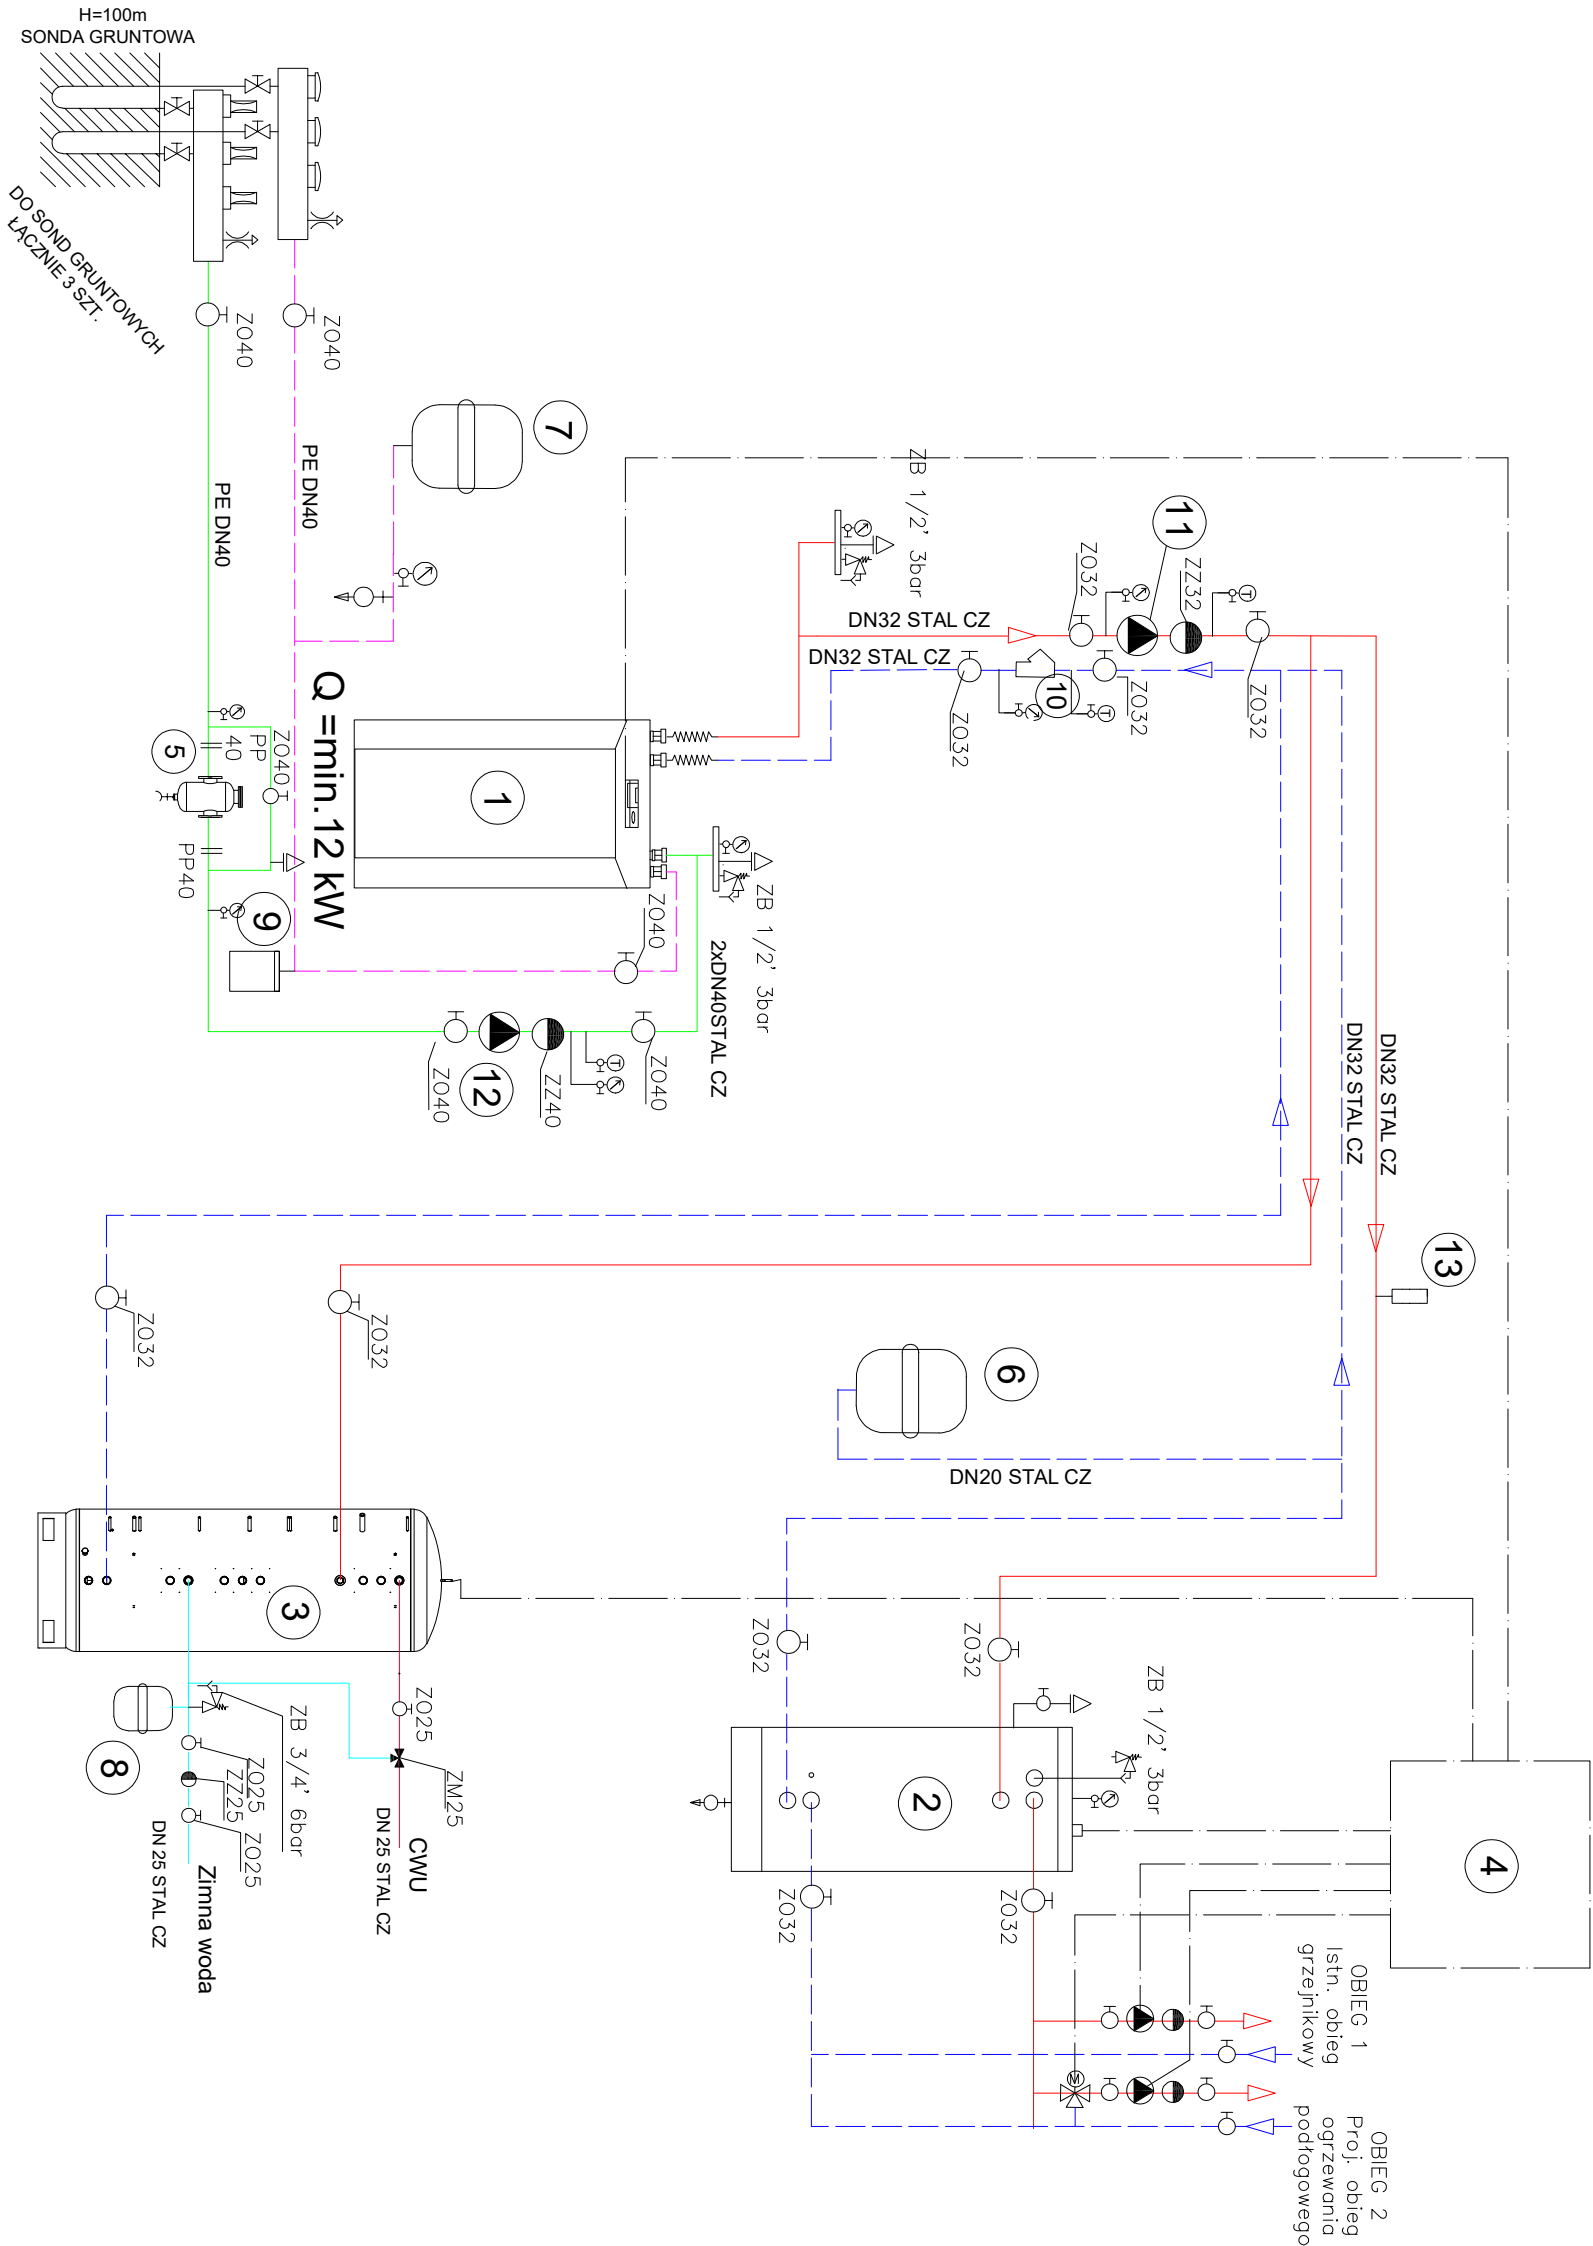 H=100m
SONDA GRUNTOWA
DO SOND GRUNTOWYCH
ŁĄCZNIE 3 SZT.
ZO40
ZO40
PE DN40
PE DN40
7
ZB 1/2' 3bar
11
ZO32
ZZ32
DN32 STAL CZ
DN32 STAL CZ
ZO32
10
ZO32
ZO32
Q =min.12 kW
1
5
PP
40
ZO40
PP40
9
ZO40
ZB 1/2' 3bar
2xDN40STAL CZ
ZO40
12
ZZ40
ZO40
DN32 STAL CZ
DN32 STAL CZ
13
ZO32
ZO32
6
DN20 STAL CZ
3
ZO32
ZO32
ZB 1/2' 3bar
2
ZO32
ZO32
4
8
ZB 3/4' 6bar
ZO25
ZZ25
ZO25
ZO25
ZM25
DN 25 STAL CZ
Zimna woda
DN 25 STAL CZ
CWU
OBIEG 1
Istn. obieg
grzejnikowy
OBIEG 2
Proj. obieg
ogrzewania
podłogowego
T
T
T
M